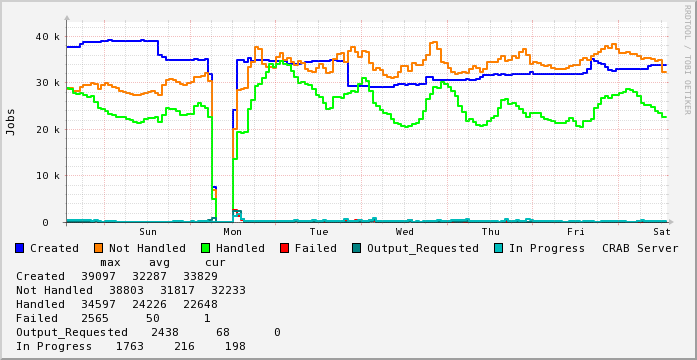 RRDTOOL / TOBI OETIKER
Jobs
40 k
30 k
20 k
10 k
0
Sun Mon Tue Wed Thu Fri Sat
Created Not Handled Handled Failed Output_Requested In Progress CRAB Server
max avg cur
Created 39097 32287 33829
Not Handled 38803 31817 32233
Handled 34597 24226 22648
Failed 2565 50 1
Output_Requested 2438 68 0
In Progress 1763 216 198